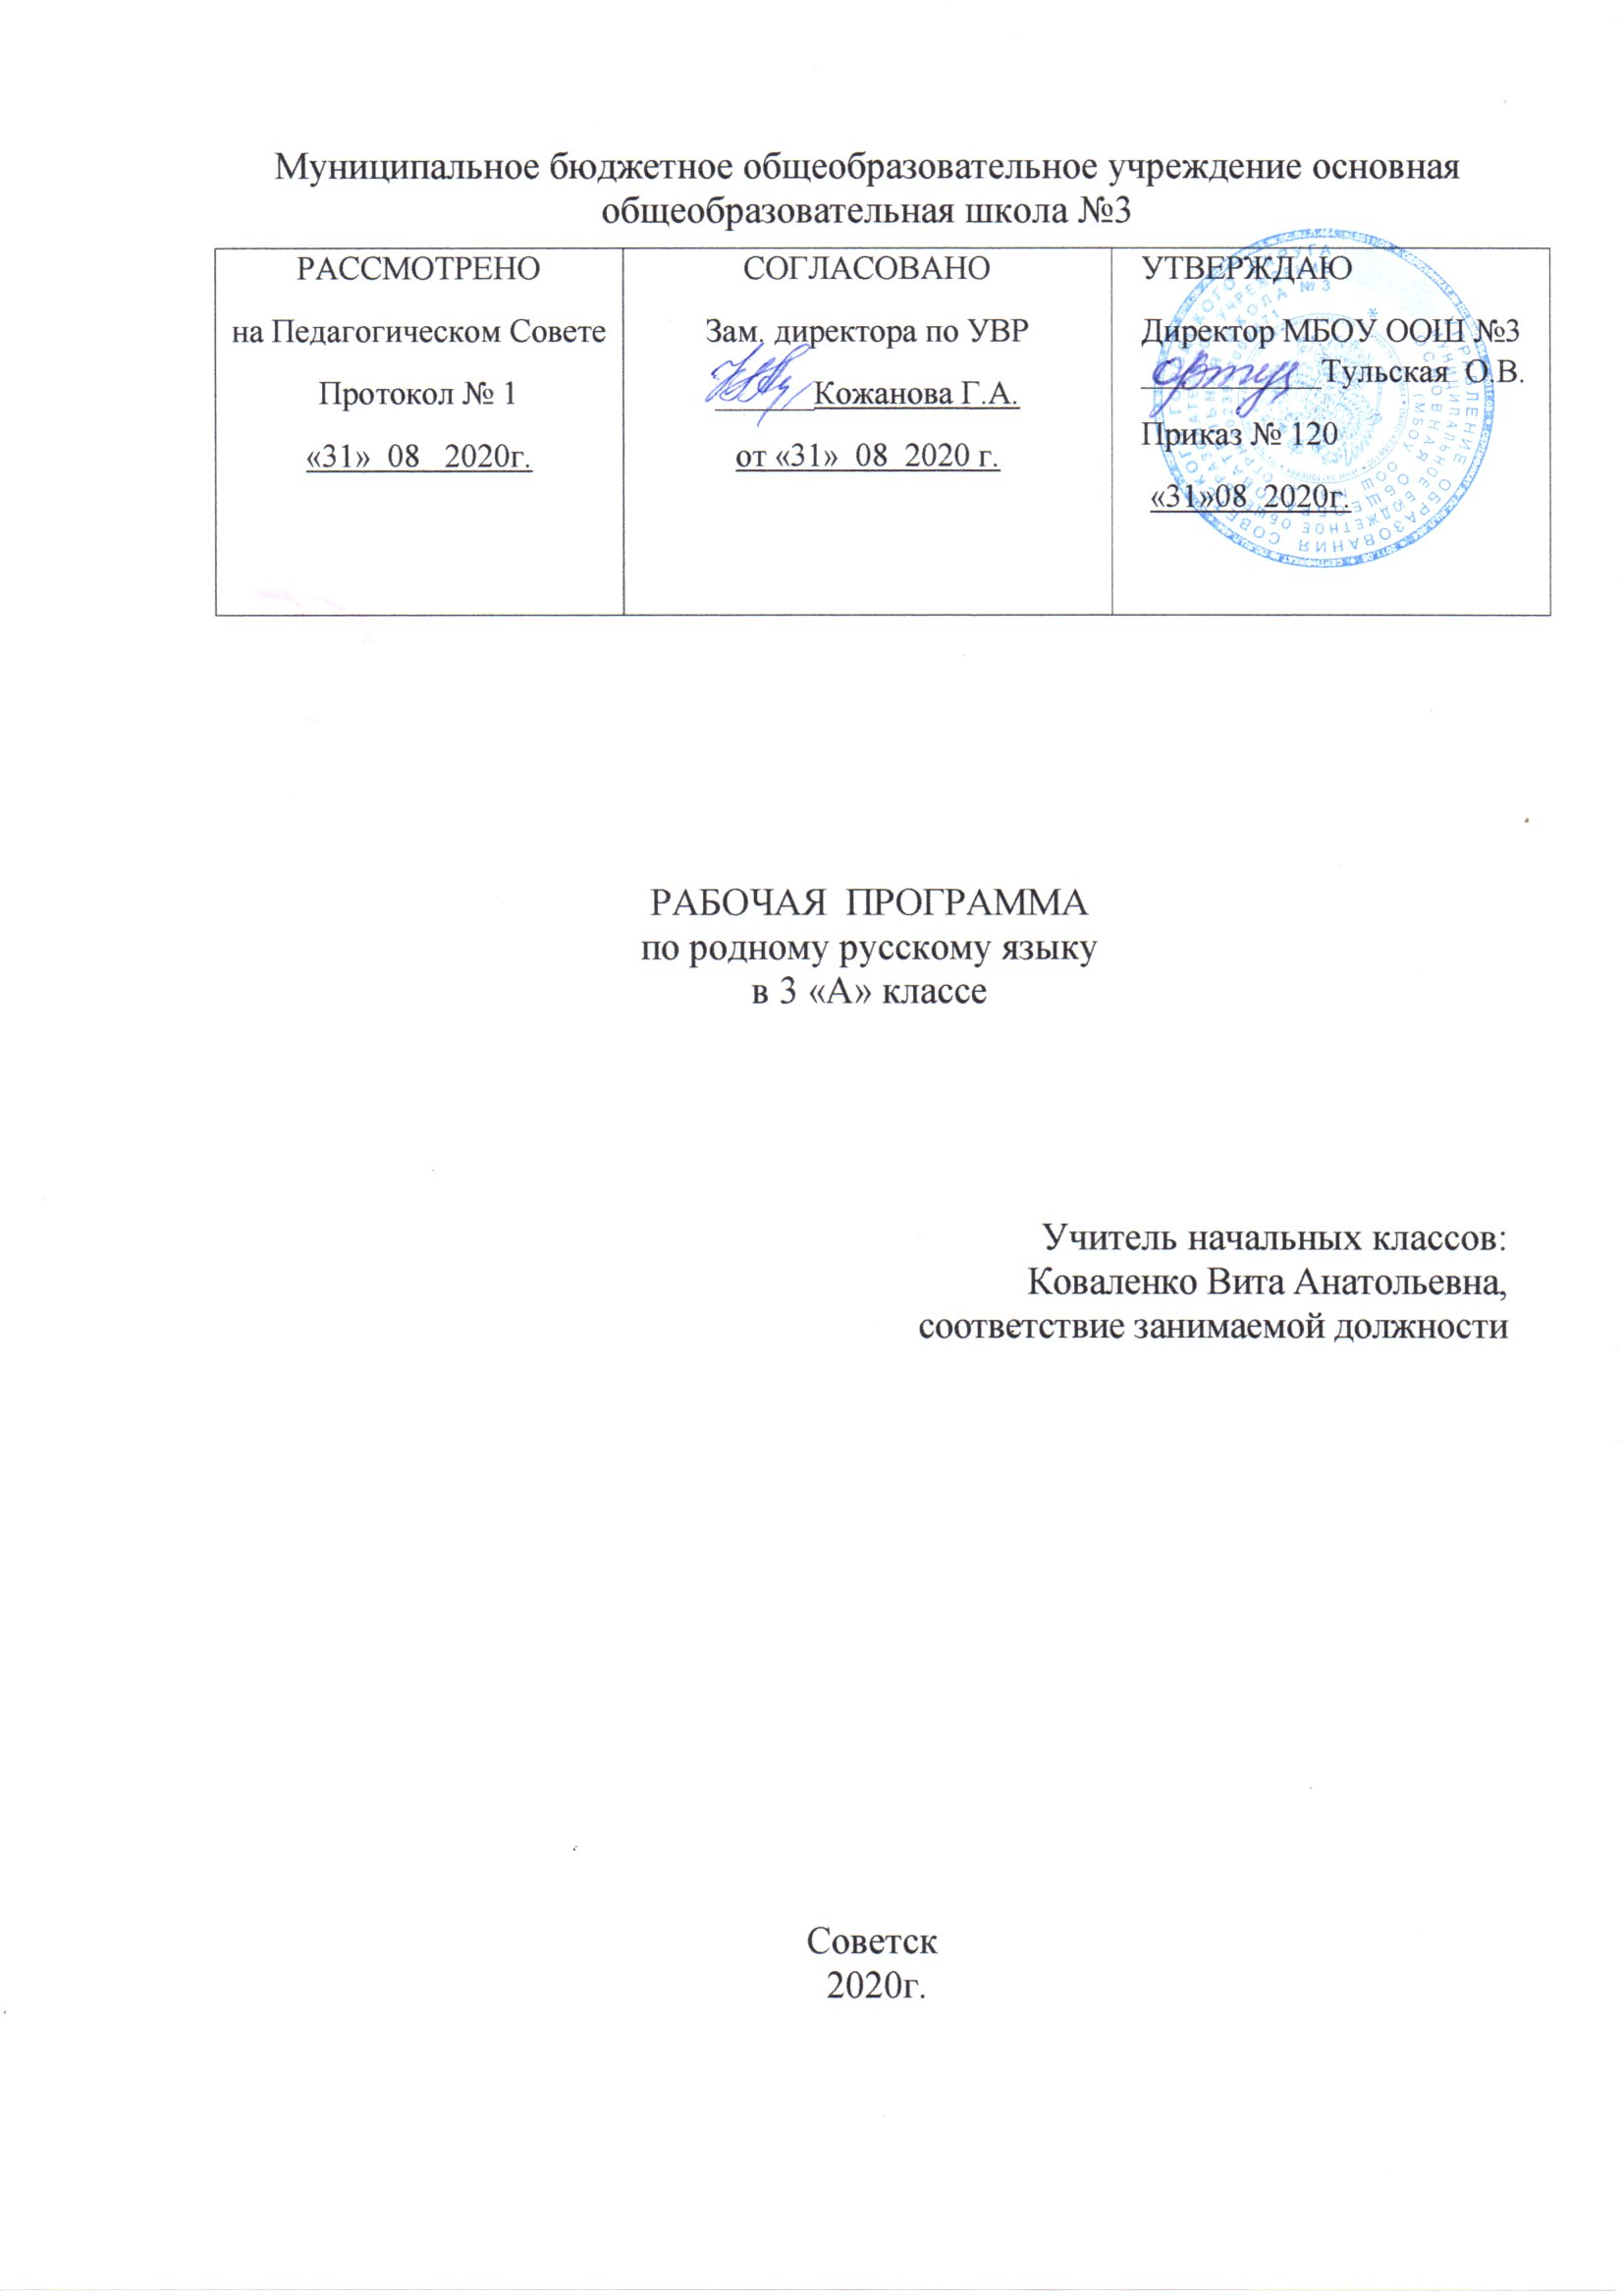 Муниципальное бюджетное общеобразовательное учреждение основная
общеобразовательная школа №3
РАССМОТРЕНО
на Педагогическом Совете
Протокол № 1
«31» 08 2020г.
СОГЛАСОВАНО
Зам. директора по УВР
Кожанова Г.А.
от «31» 08 2020 г.
УТВЕРЖДАЮ
Директор МБОУ ООШ №3
Тульская О.В.
Приказ № 120
«31»08 2020г.
РАБОЧАЯ ПРОГРАММА
по родному русскому языку
в 3 «А» классе
Учитель начальных классов:
Коваленко Вита Анатольевна,
соответствие занимаемой должности
Советск
2020г.